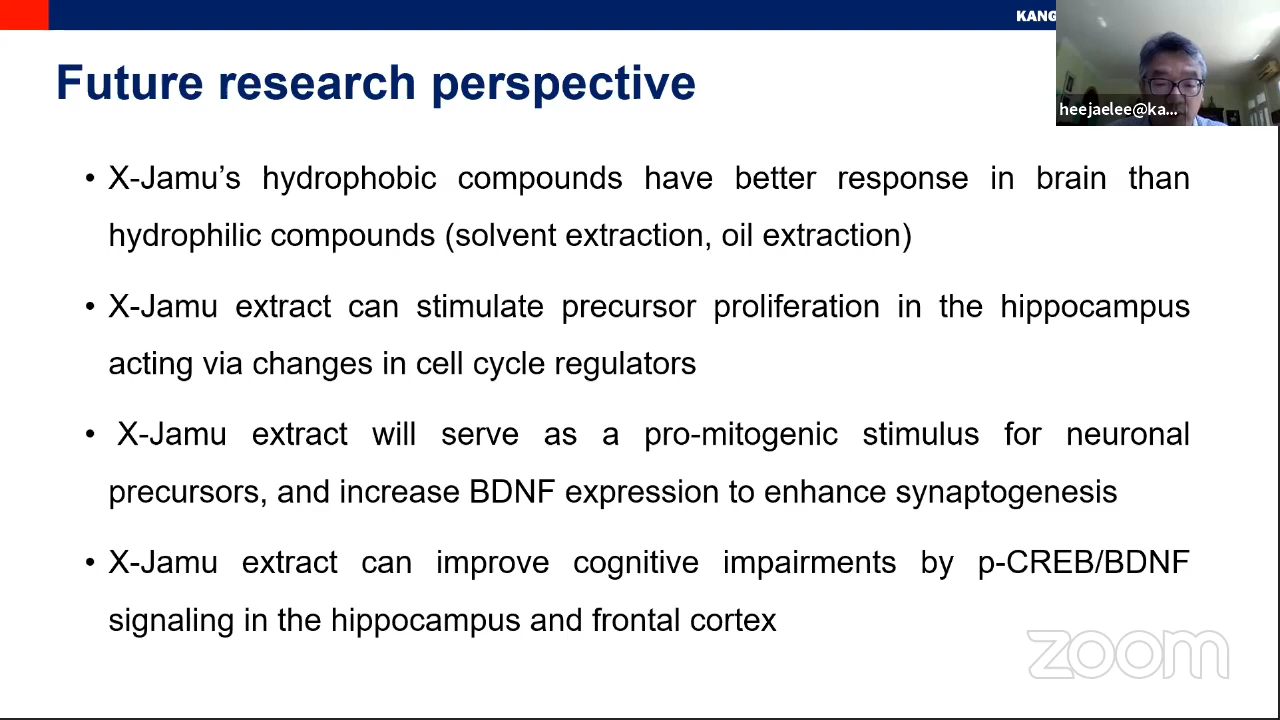 KANG
Future research perspective
heejaelee@ka...
• X-Jamu’s hydrophobic compounds have better response in brain than
hydrophilic compounds (solvent extraction, oil extraction)
• X-Jamu extract can stimulate precursor proliferation in the hippocampus
acting via changes in cell cycle regulators
• X-Jamu extract will serve as a pro-mitogenic stimulus for neuronal
precursors, and increase BDNF expression to enhance synaptogenesis
• X-Jamu extract can improve cognitive impairments by p-CREB/BDNF
signaling in the hippocampus and frontal cortex
zoom